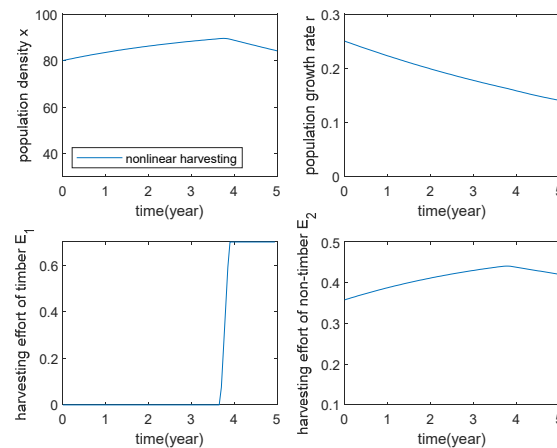 population density x
100
80
60
40
nonlinear harvesting
0 1 2 3 4 5
time(year)
population growth rate r
0.3
0.2
0.1
0
0 1 2 3 4 5
time(year)
harvesting effort of timber E1
0.6
0.4
0.2
0
0 1 2 3 4 5
time(year)
harvesting effort of non-timber E2
0.5
0.4
0.3
0.2
0.1
0 1 2 3 4 5
time(year)